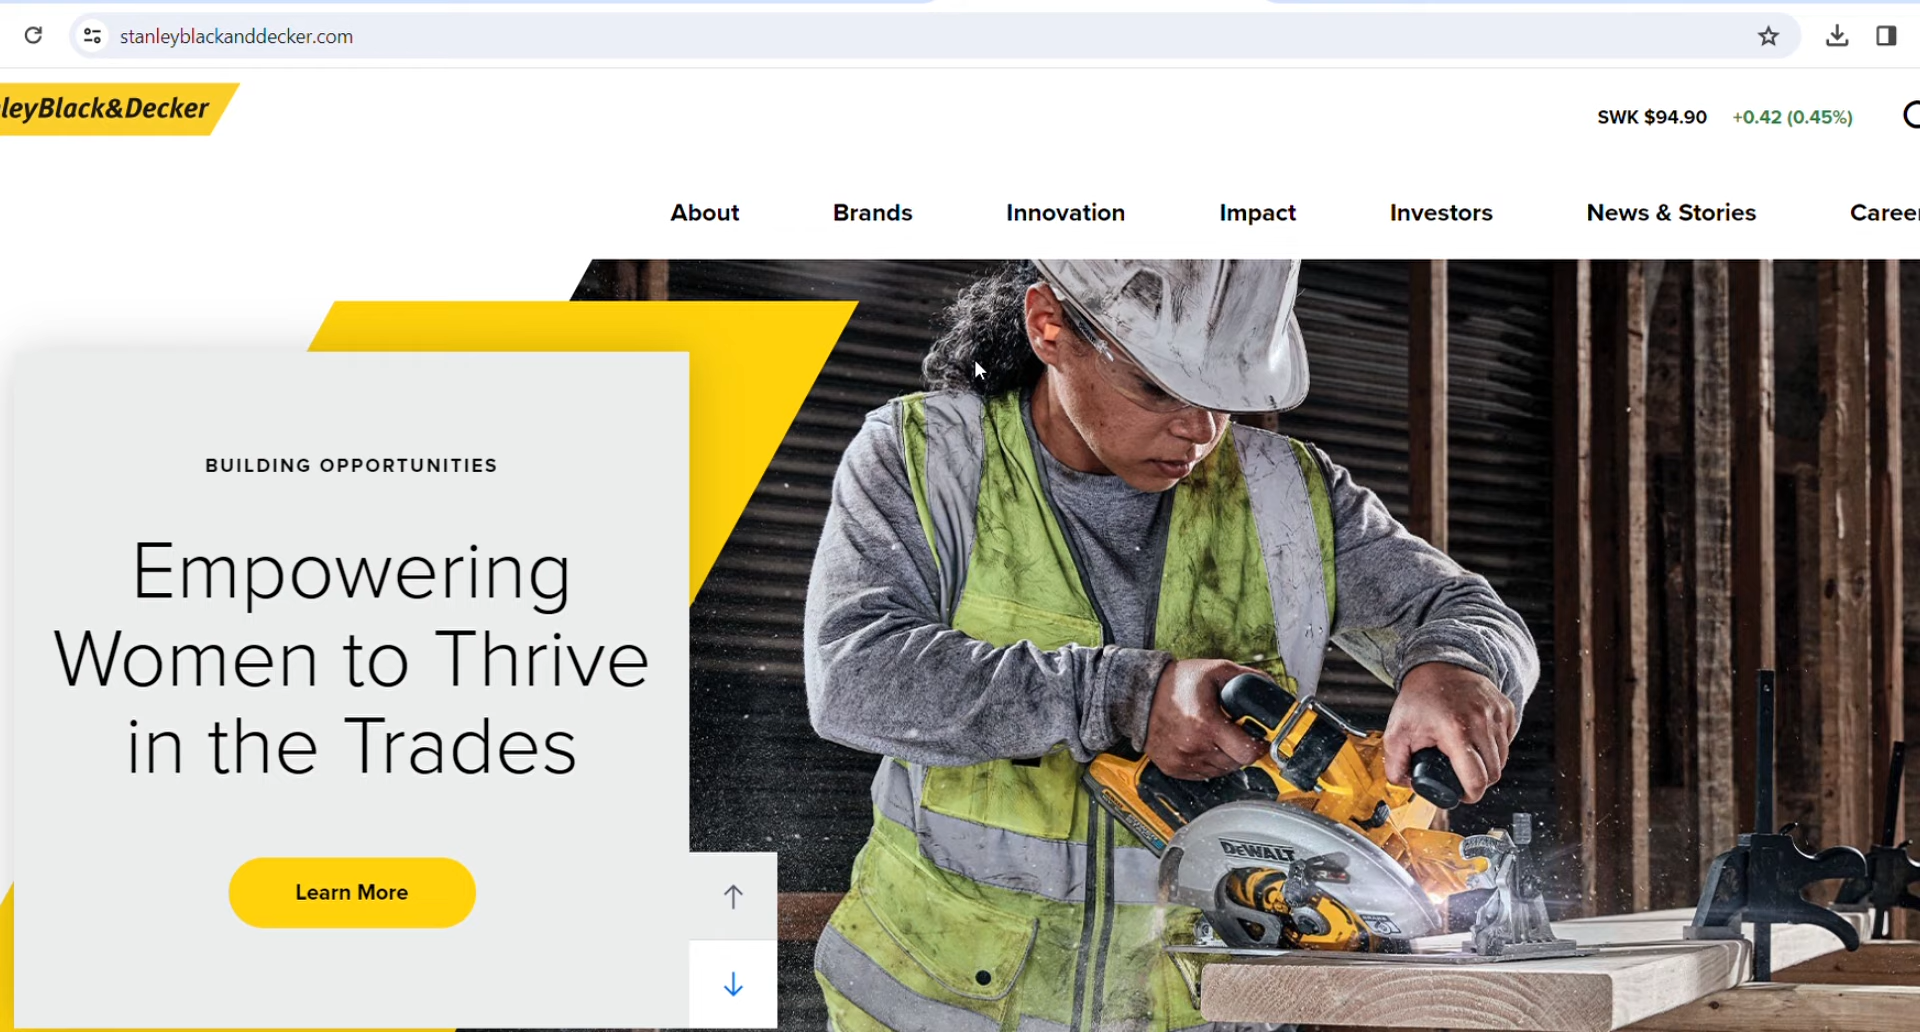 stanleyblackanddecker.com
leyBlack&Decker
SWK $94.90 +0.42 (0.45%)
About Brands Innovation Impact Investors News & Stories Career
BUILDING OPPORTUNITIES
Empowering
Women to Thrive
in the Trades
Learn More
DEWALT